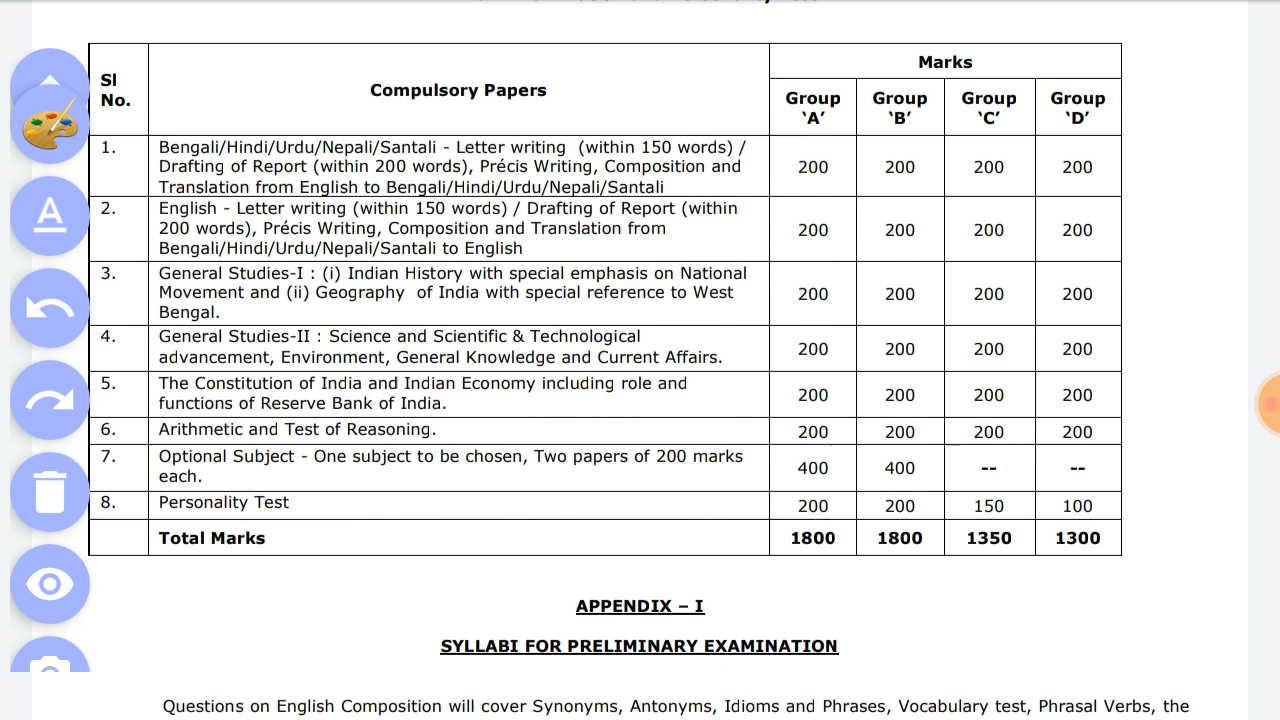 Sl No.
Compulsory Papers
Marks
Group 'A'
Group 'B'
Group 'C'
Group 'D'
1.
Bengali/Hindi/Urdu/Nepali/Santali - Letter writing (within 150 words) /
Drafting of Report (within 200 words), Précis Writing, Composition and
Translation from English to Bengali/Hindi/Urdu/Nepali/Santali
200 200 200 200
2.
English - Letter writing (within 150 words) / Drafting of Report (within
200 words), Précis Writing, Composition and Translation from
Bengali/Hindi/Urdu/Nepali/Santali to English
200 200 200 200
3.
General Studies-I : (i) Indian History with special emphasis on National
Movement and (ii) Geography of India with special reference to West
Bengal.
200 200 200 200
4.
General Studies-II : Science and Scientific & Technological
advancement, Environment, General Knowledge and Current Affairs.
200 200 200 200
5.
The Constitution of India and Indian Economy including role and
functions of Reserve Bank of India.
200 200 200 200
6.
Arithmetic and Test of Reasoning.
200 200 200 200
7.
Optional Subject - One subject to be chosen, Two papers of 200 marks
each.
400 400 -- --
8.
Personality Test
200 200 150 100
Total Marks
1800 1800 1350 1300
APPENDIX – I
SYLLABI FOR PRELIMINARY EXAMINATION
Questions on English Composition will cover Synonyms, Antonyms, Idioms and Phrases, Vocabulary test, Phrasal Verbs, the
A